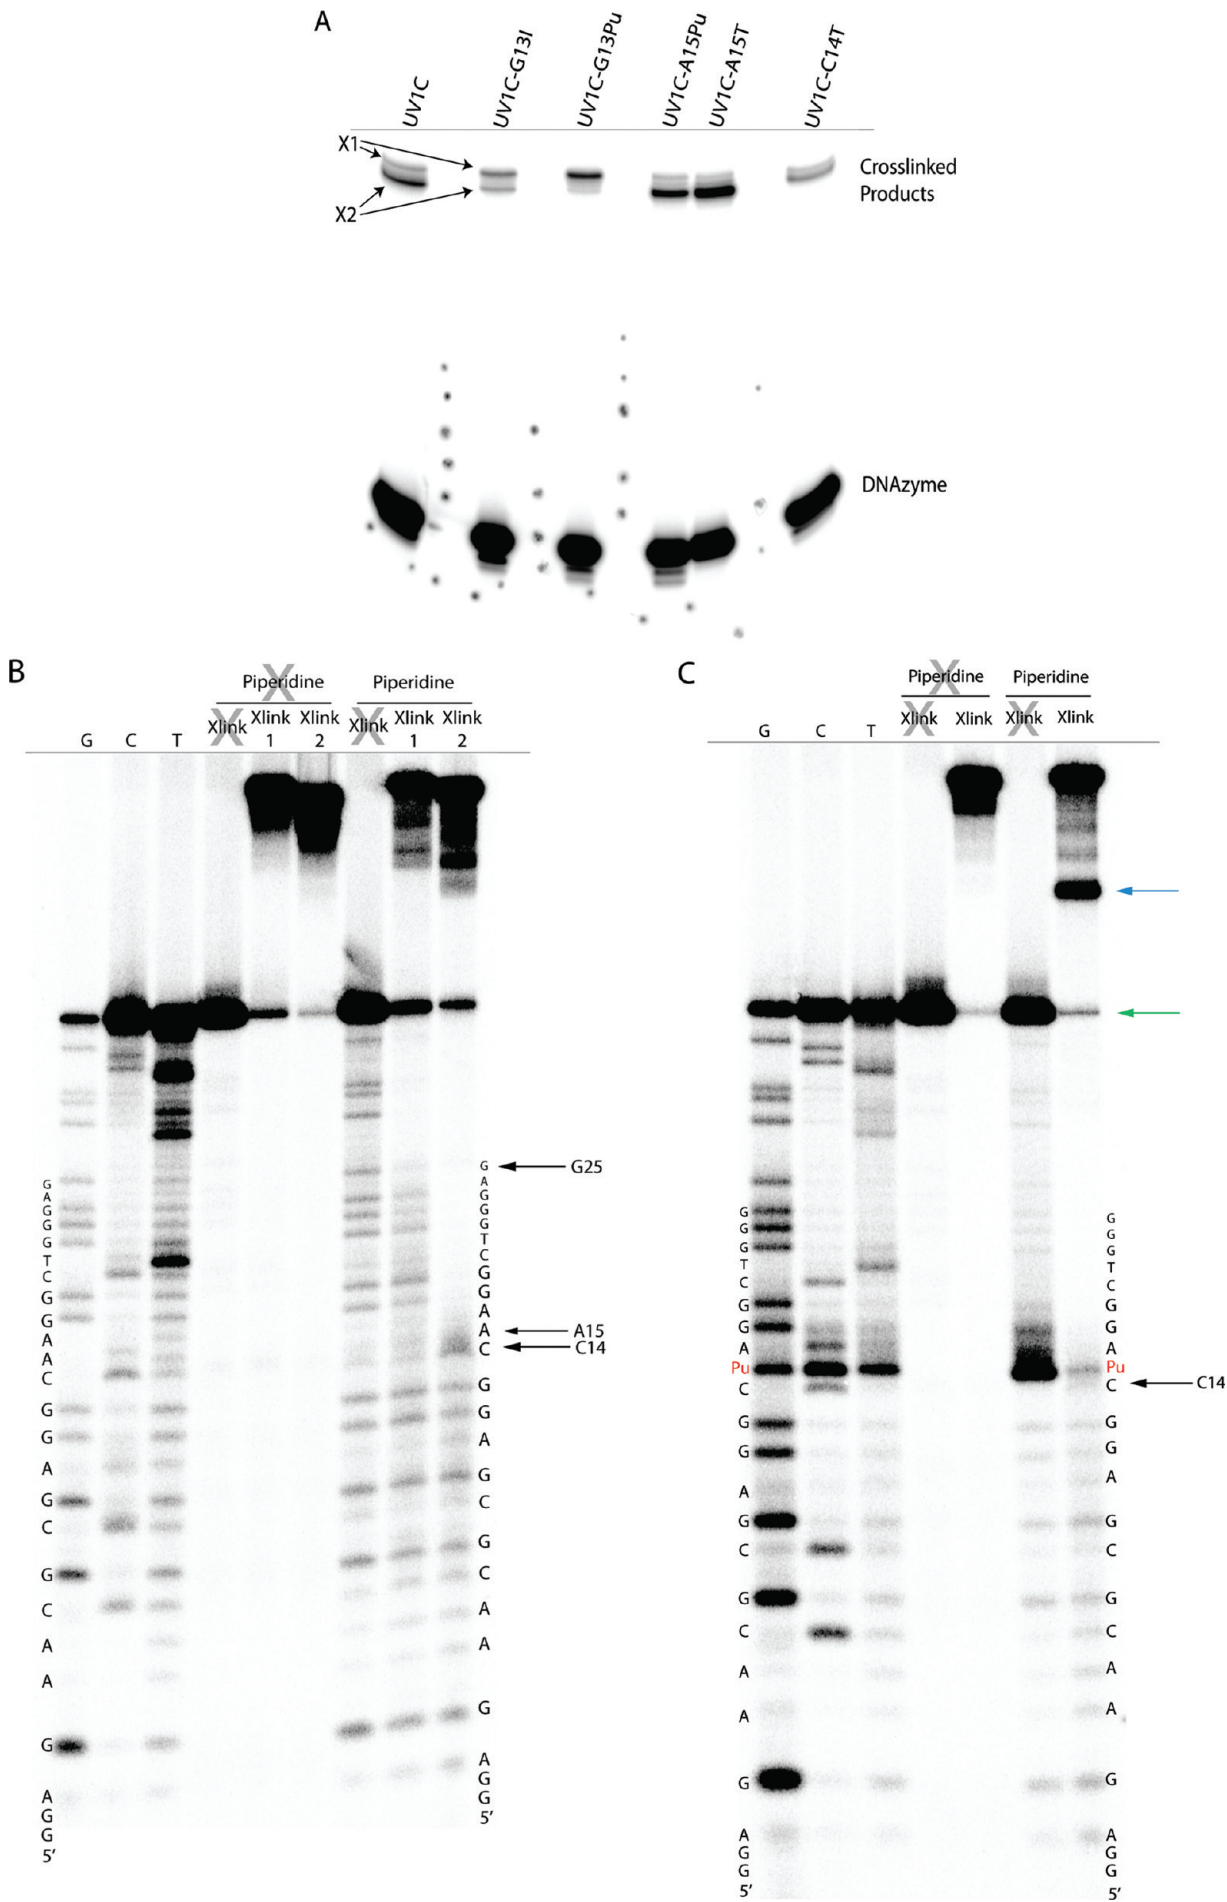 A
UV1C
UV1C-G13I
UV1C-G13Pu
UV1C-A15Pu
UV1C-A15T
UV1C-C14T
X1
X2
Crosslinked
Products
DNAzyme
B
Piperidine
Piperidine
G C T Xlink Xlink 1 Xlink 2 Xlink Xlink 1 Xlink 2
G
A
G
G
G
T
C
G
G
A
A
C
G
G
A
G
C
G
C
A
A
G
A
G
G
5'
G
A
G
G
G
T
C
G
G
A
A
C
G
G
A
G
C
G
C
A
A
G
A
G
G
5'
G25
A15
C14
C
Piperidine
Piperidine
G C T Xlink Xlink Xlink Xlink
G
G
G
T
C
G
G
A
Pu
C
G
G
A
G
C
G
C
A
A
G
A
G
G
5'
G
G
G
T
C
G
G
A
Pu
C
G
G
A
G
C
G
C
A
A
G
A
G
G
5'
C14